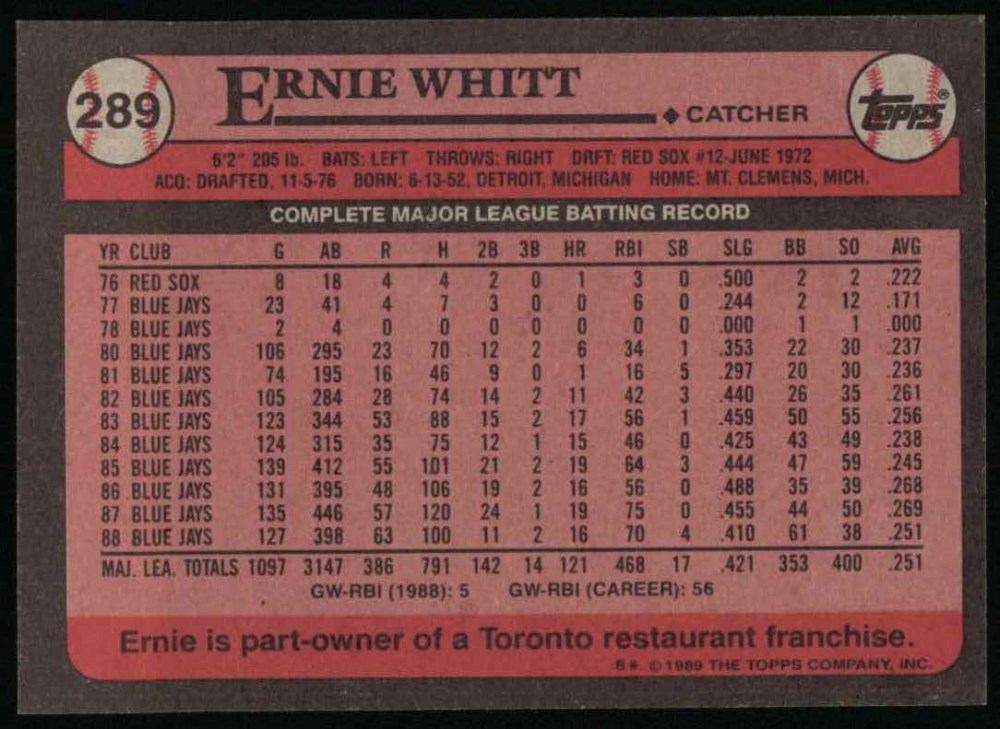 289
ERNIE WHITT
◆ CATCHER
TOPPS®
6'2" 205 lb. BATS: LEFT THROWS: RIGHT DRFT: RED SOX #12-JUNE 1972
ACQ: DRAFTED, 11-5-76 BORN: 6-13-52, DETROIT, MICHIGAN HOME: MT. CLEMENS, MICH.
COMPLETE MAJOR LEAGUE BATTING RECORD
YR CLUB G AB R H 2B 3B HR RBI SB SLG BB SO AVG
76 RED SOX 8 18 4 4 2 0 1 3 0 .500 2 2 .222
77 BLUE JAYS 23 41 4 7 3 0 0 6 0 .244 2 12 .171
78 BLUE JAYS 2 4 0 0 0 0 0 0 0 .000 1 1 .000
80 BLUE JAYS 106 295 23 70 12 2 6 34 1 .353 22 30 .237
81 BLUE JAYS 74 195 16 46 9 0 1 16 5 .297 20 30 .236
82 BLUE JAYS 105 284 28 74 14 2 11 42 3 .440 26 35 .261
83 BLUE JAYS 123 344 53 88 15 2 17 56 1 .459 50 55 .256
84 BLUE JAYS 124 315 35 75 12 1 15 46 0 .425 43 49 .238
85 BLUE JAYS 139 412 55 101 21 2 19 64 3 .444 47 59 .245
86 BLUE JAYS 131 395 48 106 19 2 16 56 0 .488 35 39 .268
87 BLUE JAYS 135 446 57 120 24 1 19 75 0 .455 44 50 .269
88 BLUE JAYS 127 398 63 100 11 2 16 70 4 .410 61 38 .251
MAJ. LEA. TOTALS 1097 3147 386 791 142 14 121 468 17 .421 353 400 .251
GW-RBI (1988): 5 GW-RBI (CAREER): 56
Ernie is part-owner of a Toronto restaurant franchise.
B* © 1989 THE TOPPS COMPANY, INC.